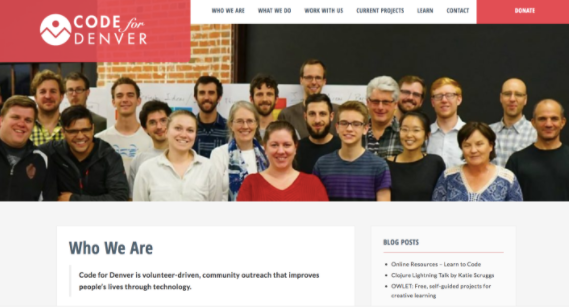 CODE for
DENVER
WHO WE ARE WHAT WE DO WORK WITH US CURRENT PROJECTS LEARN CONTACT DONATE
Who We Are
Code for Denver is volunteer-driven, community outreach that improves
people's lives through technology.
BLOG POSTS
Online Resources – Learn to Code
Clojure Lightning Talk by Katie Scruggs
OWLET: Free, self-guided projects for
creative learning